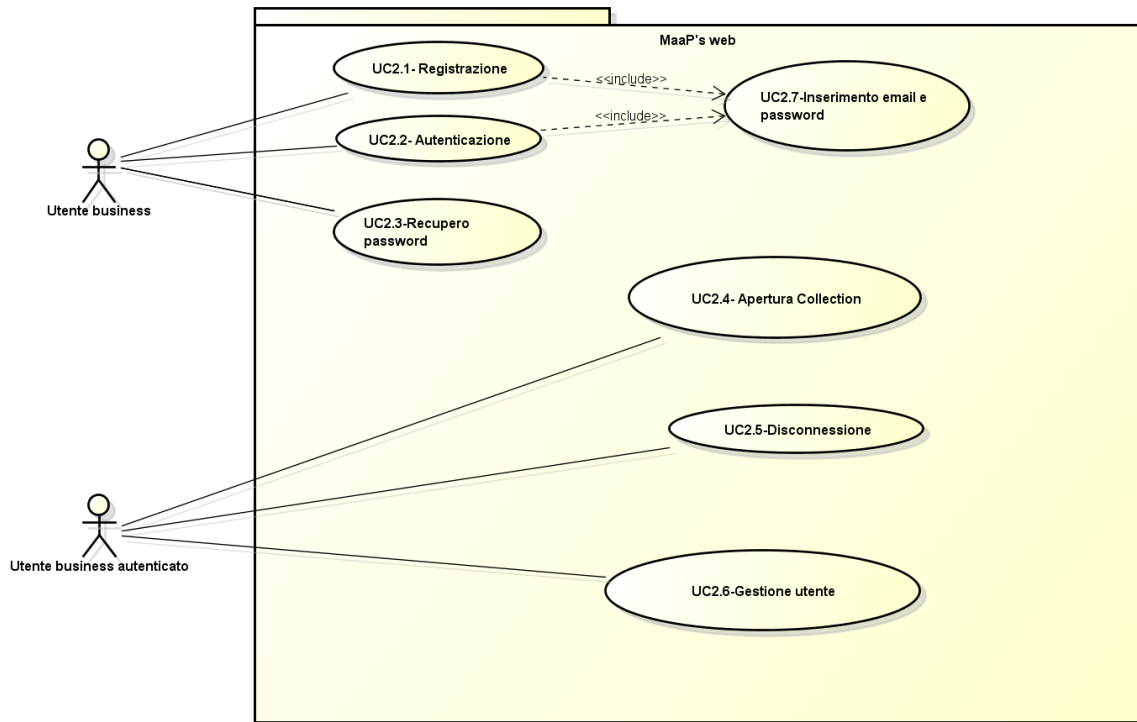 MaaP's web
UC2.1- Registrazione
<<include>>
UC2.7-Inserimento email e
password
<<include>>
UC2.2- Autenticazione
Utente business
UC2.3-Recupero
password
UC2.4- Apertura Collection
UC2.5-Disconnessione
Utente business autenticato
UC2.6-Gestione utente